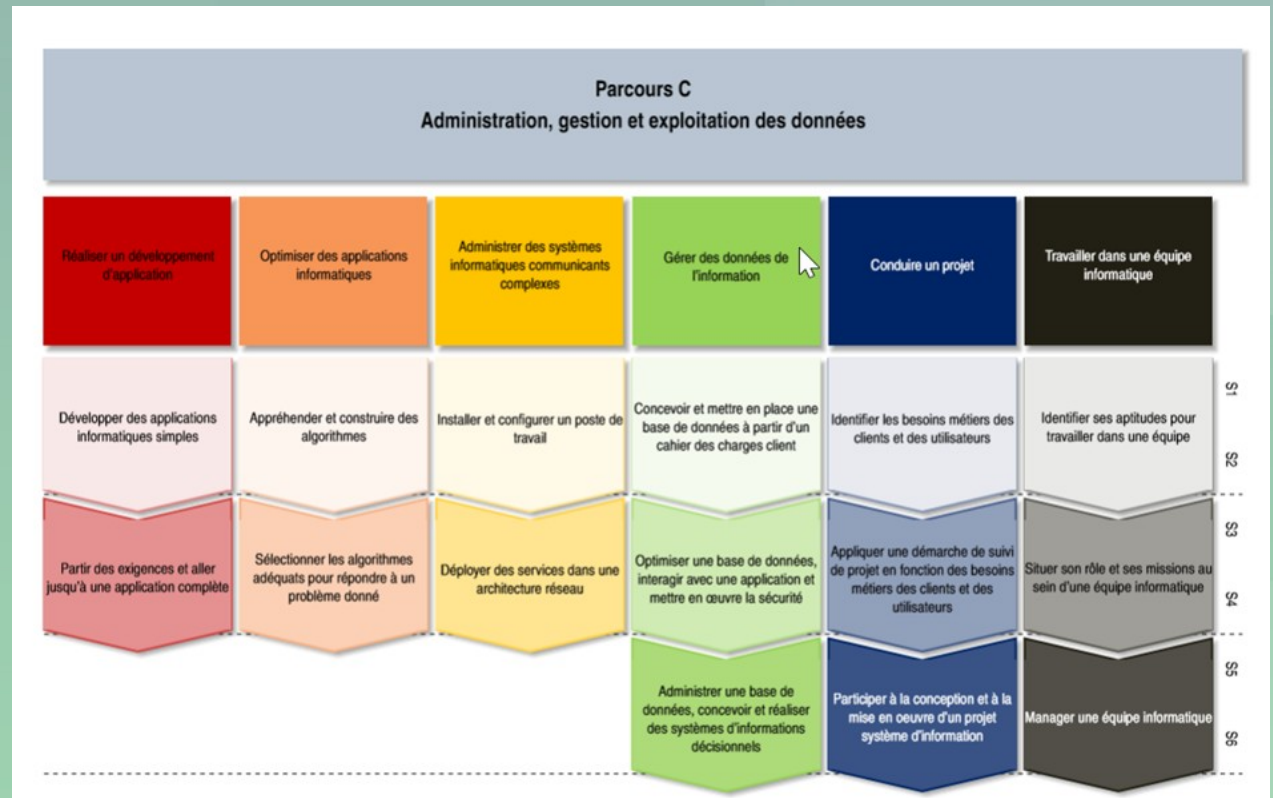 Parcours C
Administration, gestion et exploitation des données
Réaliser un développement
d'application
Optimiser des applications
informatiques
Administrer des systèmes
informatiques communicants
complexes
Gérer des données de
l'information
Conduire un projet
Travailler dans une équipe
informatique
Développer des applications
informatiques simples
Appréhender et construire des
algorithmes
Installer et configurer un poste de
travail
Concevoir et mettre en place une
base de données à partir d'un
cahier des charges client
Identifier les besoins métiers des
clients et des utilisateurs
Identifier ses aptitudes pour
travailler dans une équipe
S1
S2
Partir des exigences et aller
jusqu'à une application complète
Sélectionner les algorithmes
adéquats pour répondre à un
problème donné
Déployer des services dans une
architecture réseau
Optimiser une base de données,
interagir avec une application et
mettre en œuvre la sécurité
Appliquer une démarche de suivi
de projet en fonction des besoins
métiers des clients et des
utilisateurs
Situer son rôle et ses missions au
sein d'une équipe informatique
S3
S4
Administrer une base de
données, concevoir et réaliser
des systèmes d'informations
décisionnels
Participer à la conception et à la
mise en oeuvre d'un projet
système d'information
Manager une équipe informatique
S5
S6